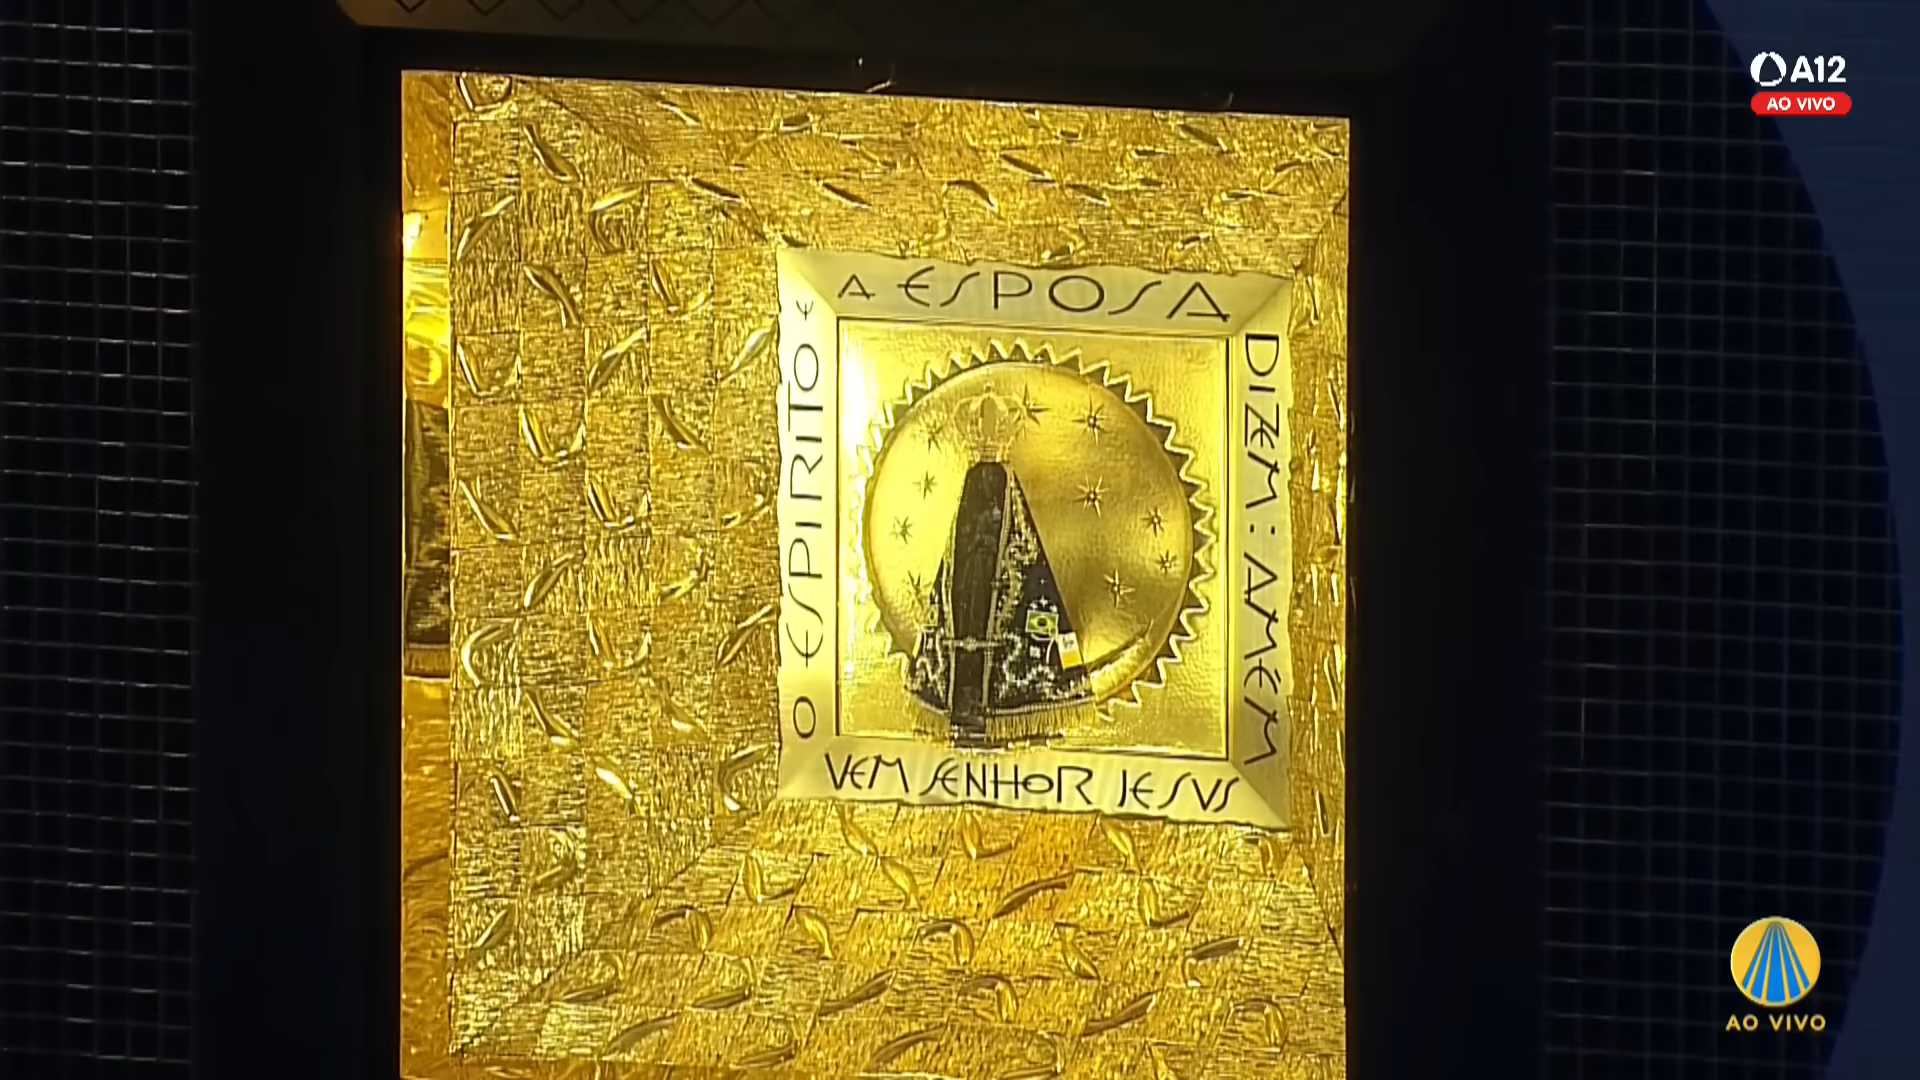 A12
AO VIVO
O ESPIRITO E
A ESPOSA
DIZEM: AMÉM
VEM SENHOR JESUS
AO VIVO